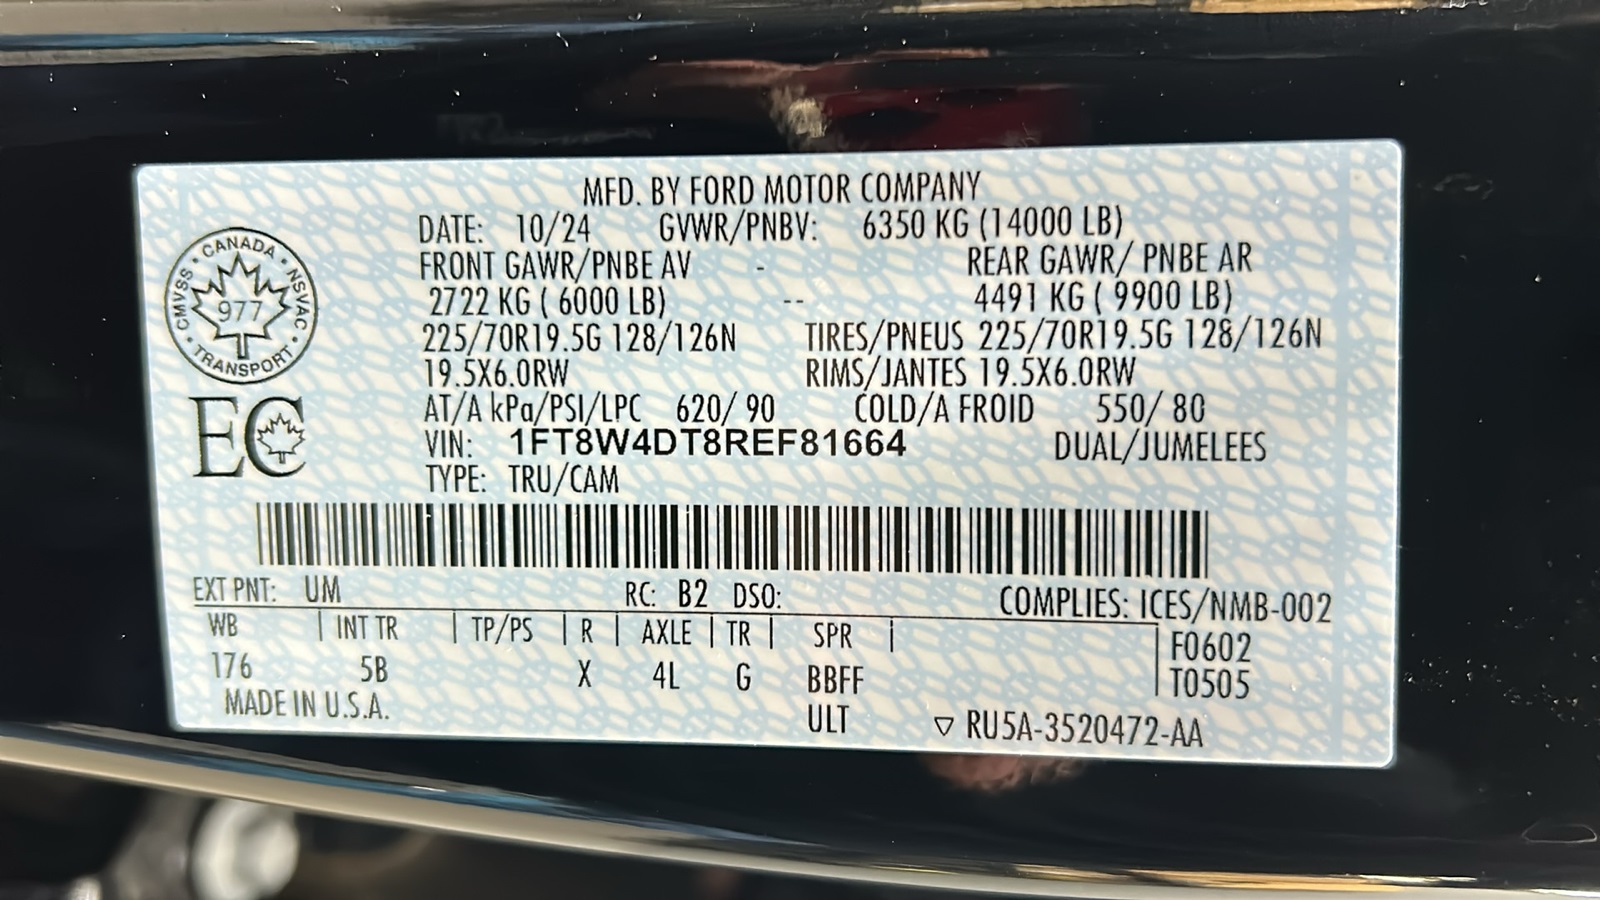 MFD. BY FORD MOTOR COMPANY
DATE: 10/24 GVWR/PNBV: 6350 KG (14000 LB)
FRONT GAWR/PNBE AV - REAR GAWR/ PNBE AR
2722 KG ( 6000 LB) -- 4491 KG ( 9900 LB)
225/70R19.5G 128/126N TIRES/PNEUS 225/70R19.5G 128/126N
19.5X6.0RW RIMS/JANTES 19.5X6.0RW
AT/A kPa/PSI/LPC 620/ 90 COLD/A FROID 550/ 80
VIN: 1FT8W4DT8REF81664 DUAL/JUMELEES
TYPE: TRU/CAM
CANADA · NSVAC · TRANSPORT · CMVSS ·
977
EC
EXT PNT: UM RC: B2 DSO: COMPLIES: ICES/NMB-002
WB | INT TR | TP/PS | R | AXLE | TR | SPR | F0602
176 5B X 4L G BBFF T0505
MADE IN U.S.A. ULT ▽ RU5A-3520472-AA